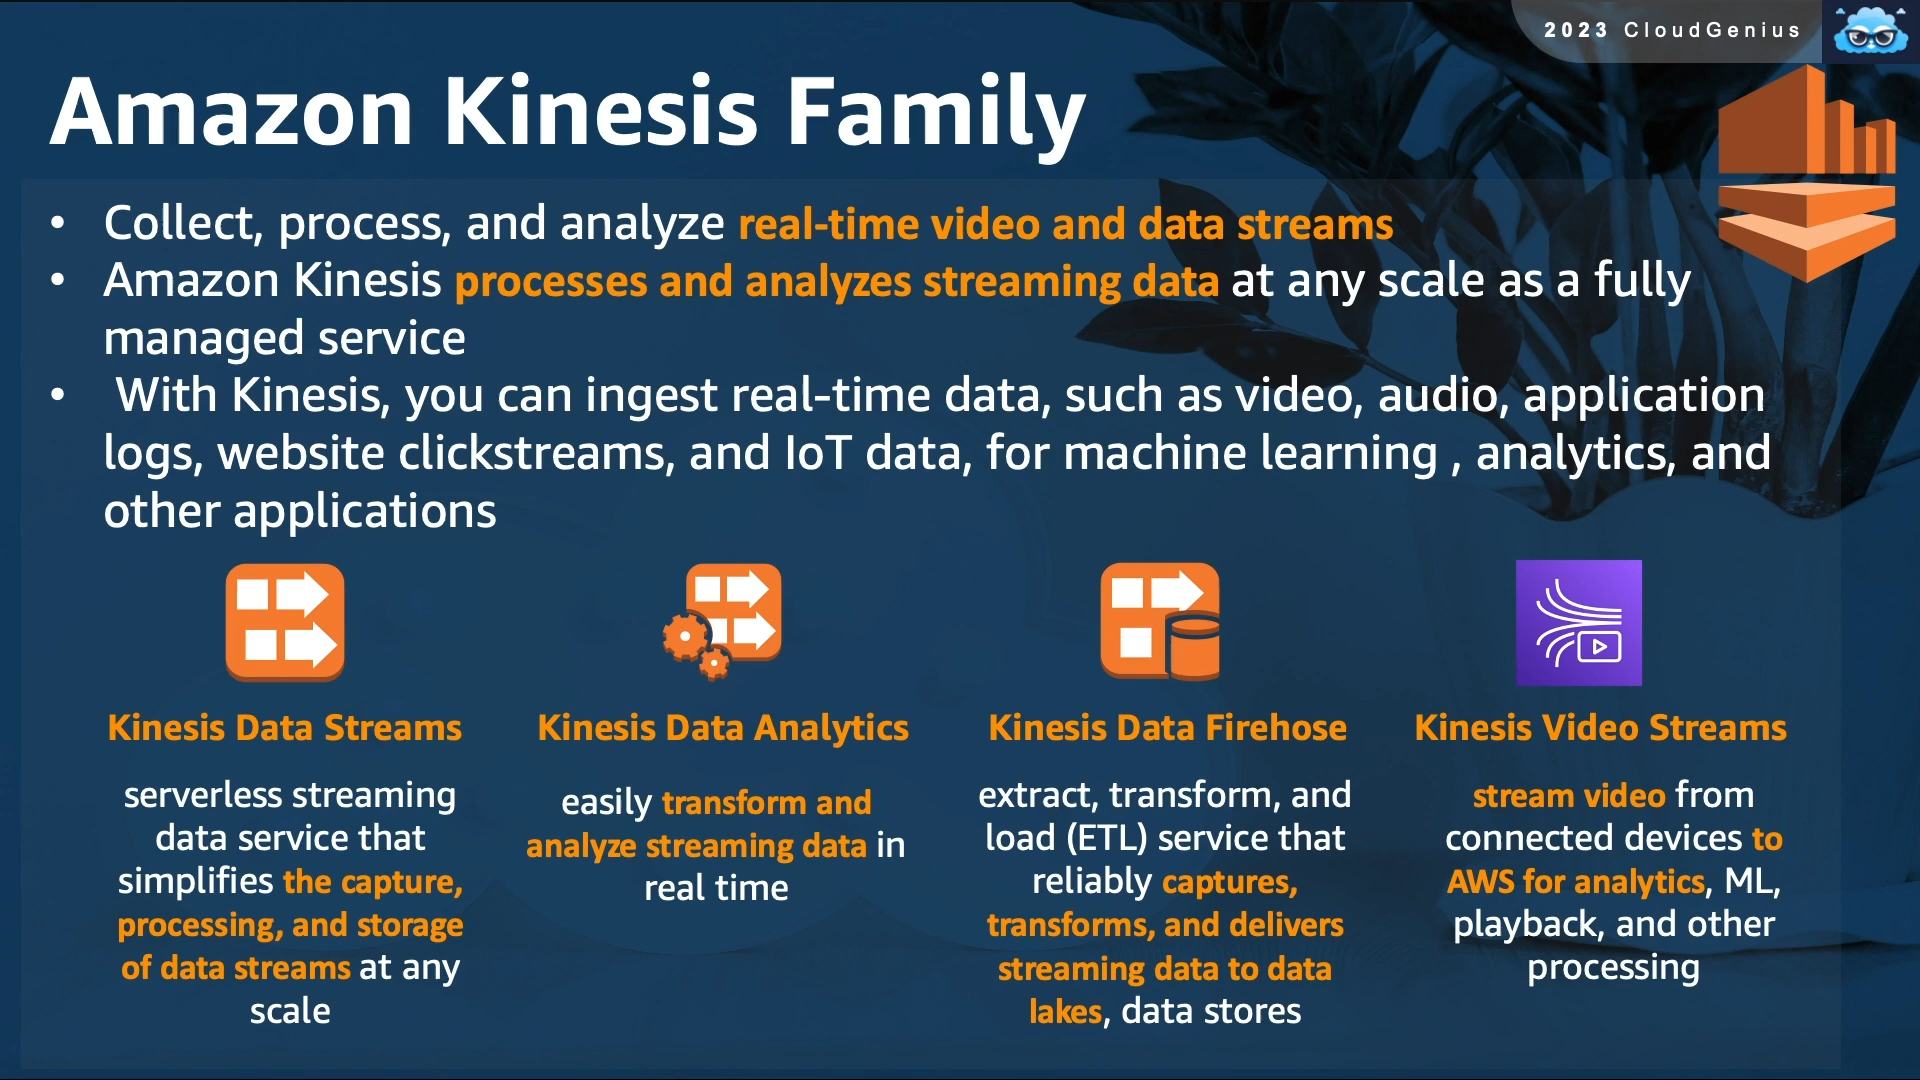 2023 CloudGenius
Amazon Kinesis Family
• Collect, process, and analyze real-time video and data streams
• Amazon Kinesis processes and analyzes streaming data at any scale as a fully
managed service
• With Kinesis, you can ingest real-time data, such as video, audio, application
logs, website clickstreams, and IoT data, for machine learning , analytics, and
other applications
Kinesis Data Streams
serverless streaming
data service that
simplifies the capture,
processing, and storage
of data streams at any
scale
Kinesis Data Analytics
easily transform and
analyze streaming data in
real time
Kinesis Data Firehose
extract, transform, and
load (ETL) service that
reliably captures,
transforms, and delivers
streaming data to data
lakes, data stores
Kinesis Video Streams
stream video from
connected devices to
AWS for analytics, ML,
playback, and other
processing